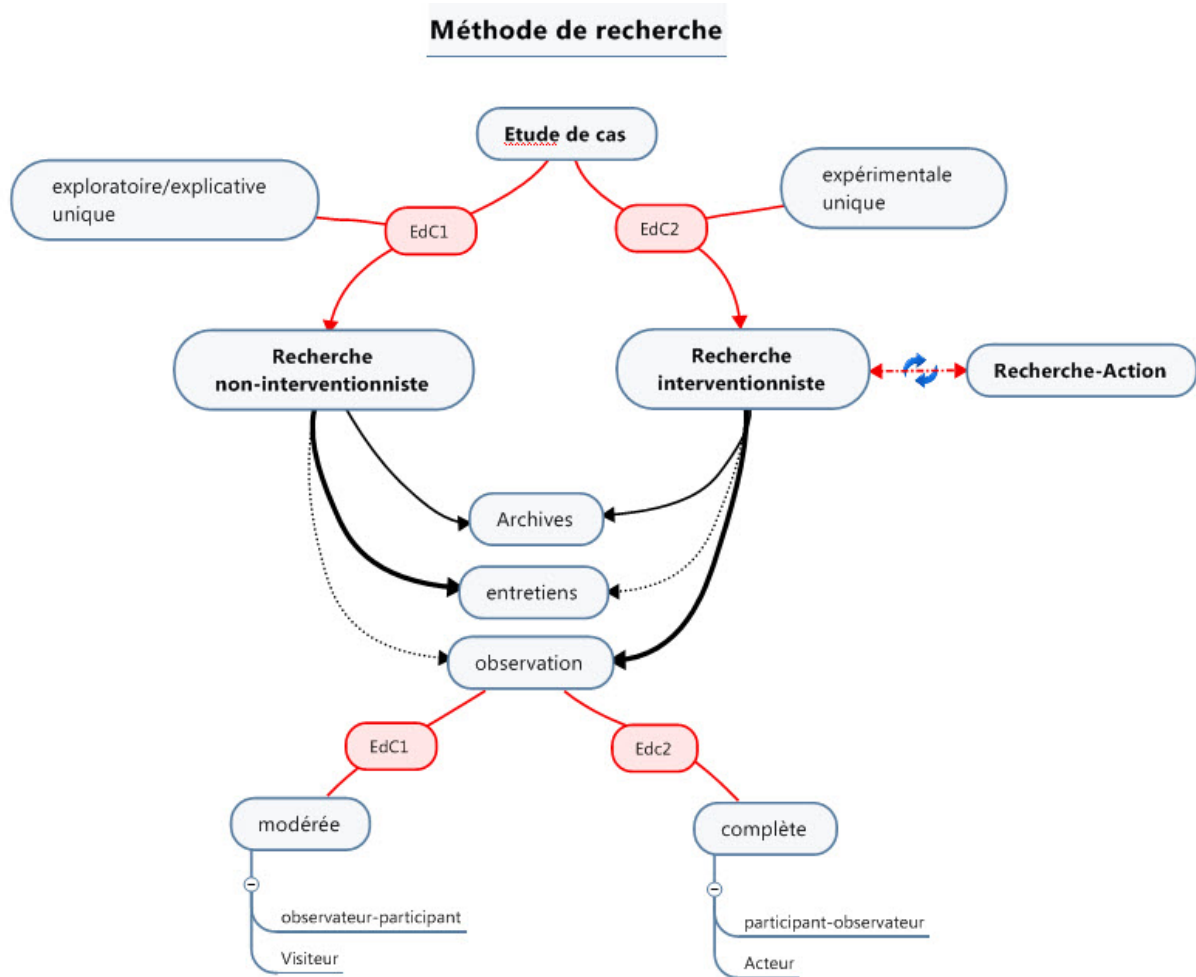 Méthode de recherche
Etude de cas
exploratoire/explicative
unique
expérimentale
unique
EdC1
EdC2
Recherche
non-interventionniste
Recherche
interventionniste
Recherche-Action
Archives
entretiens
observation
EdC1
Edc2
modérée
complète
observateur-participant
Visiteur
participant-observateur
Acteur